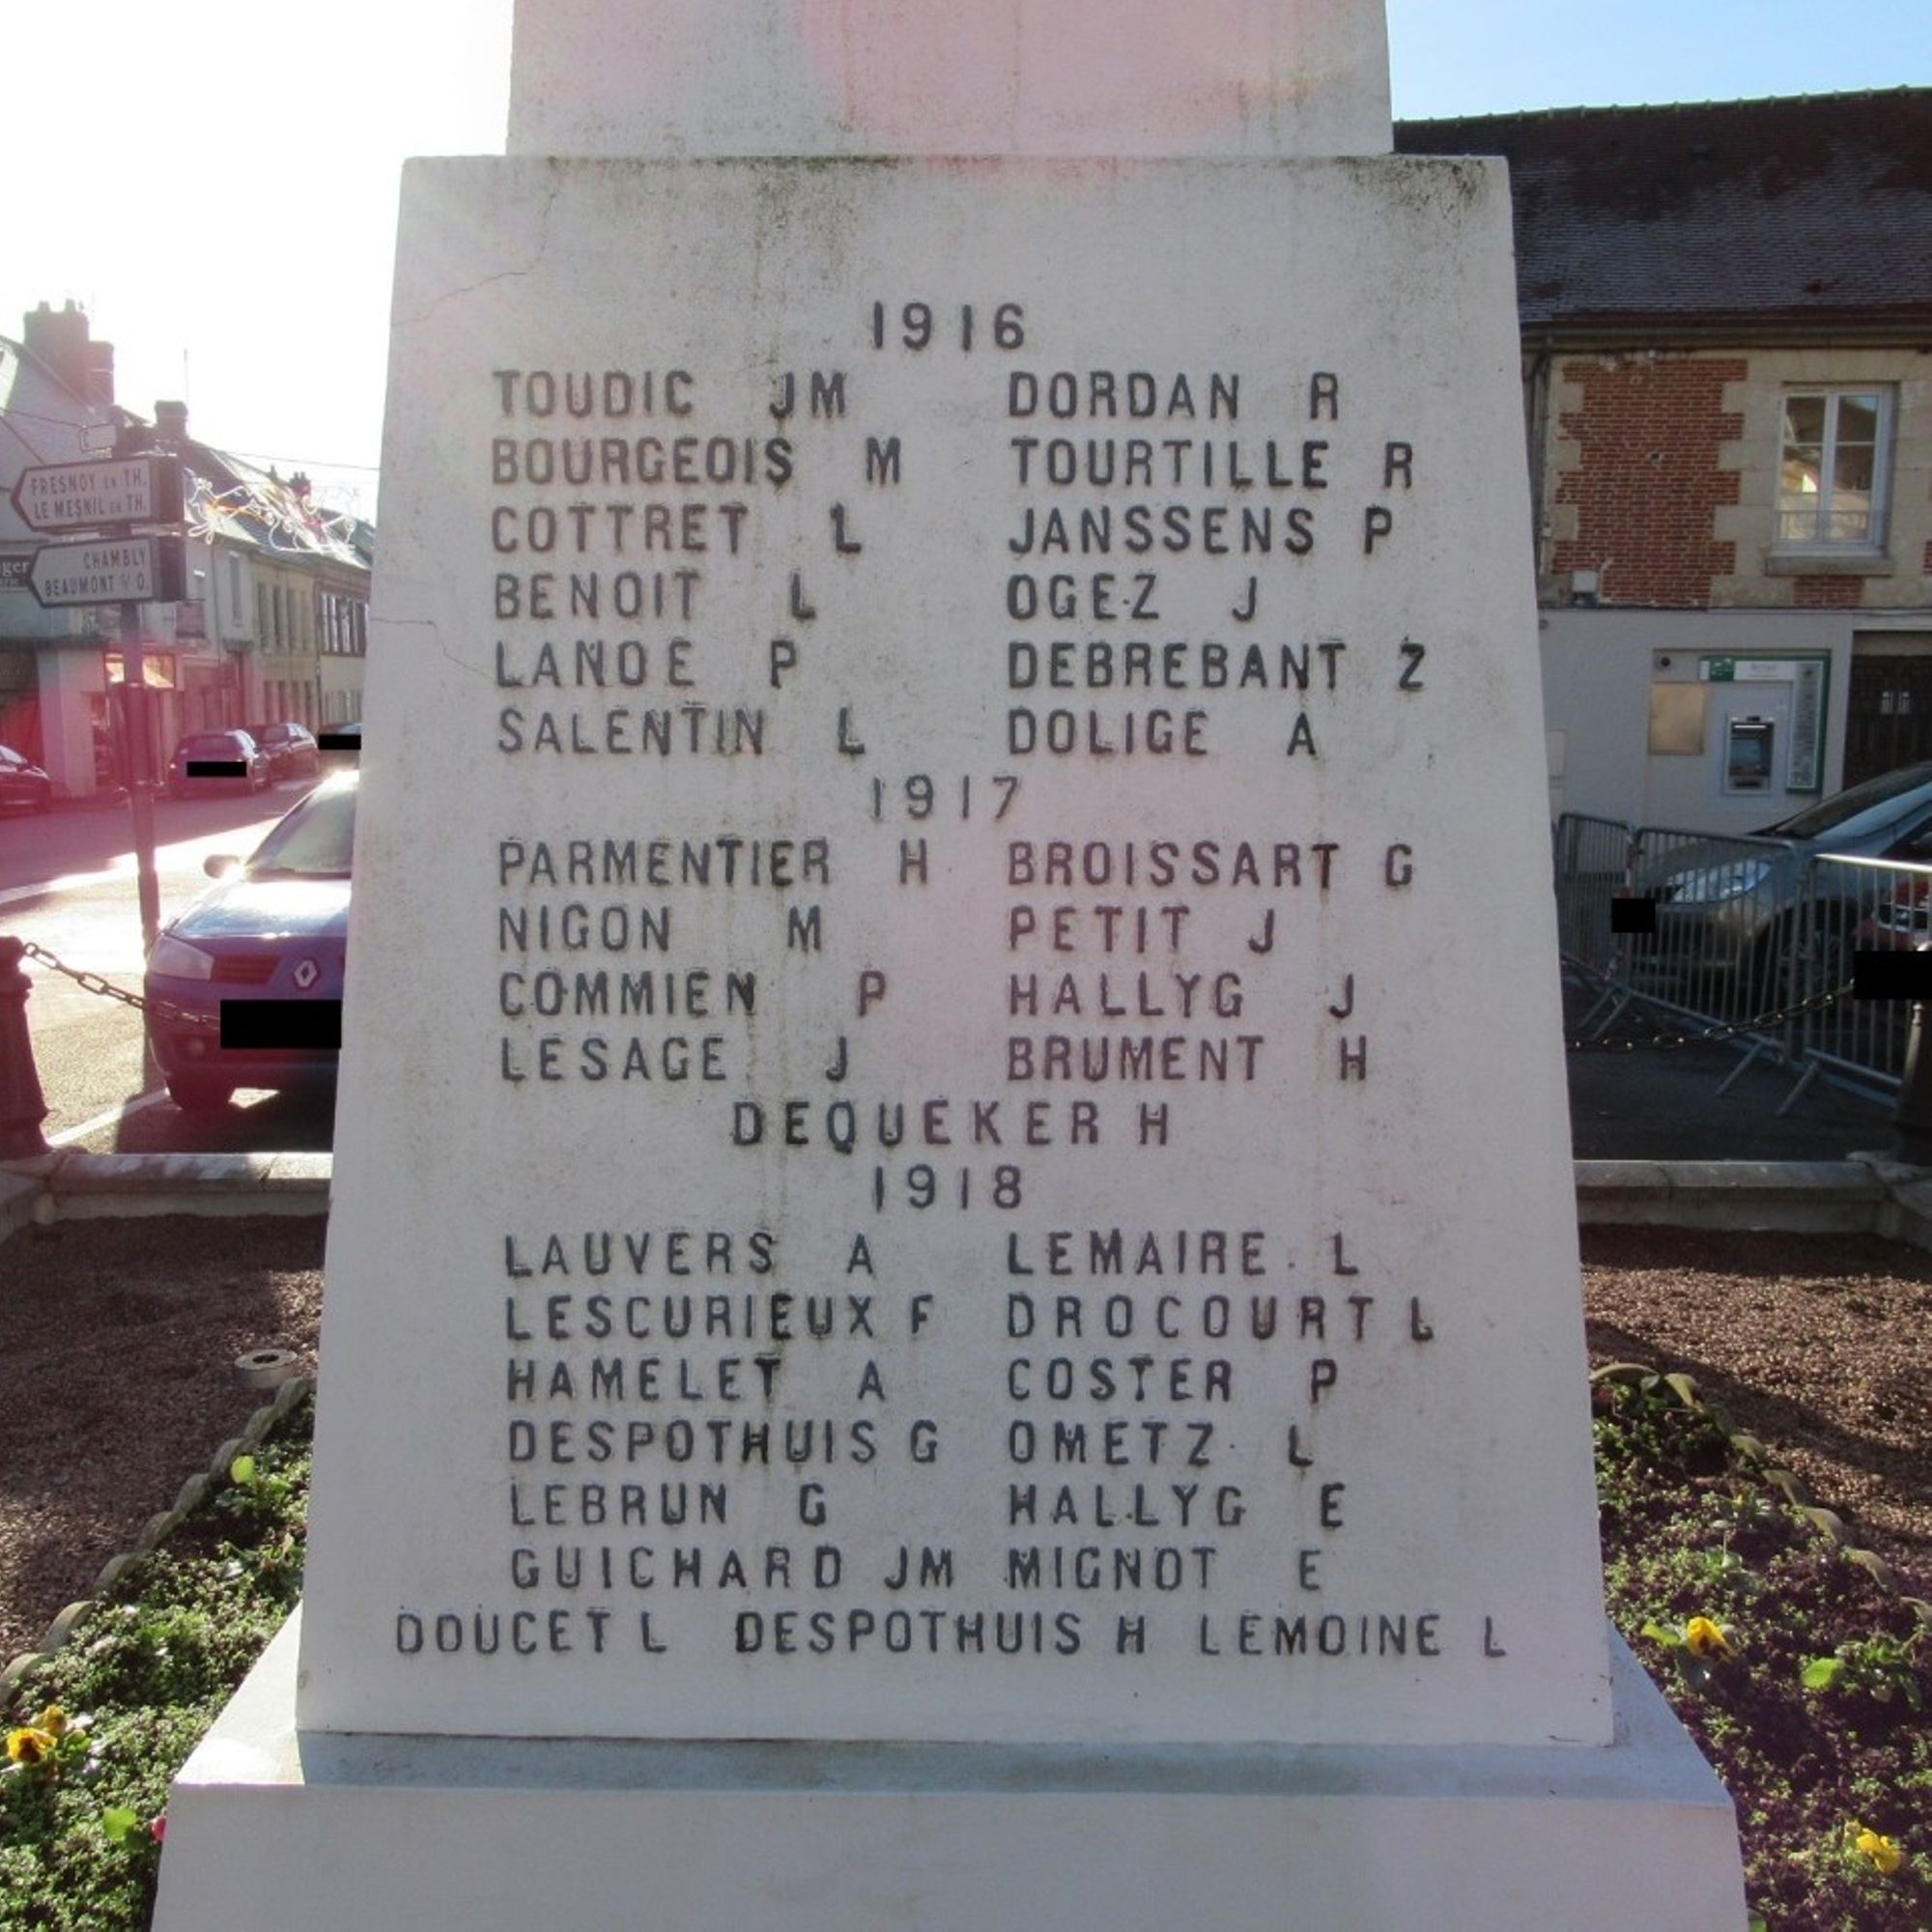 1916
TOUDIC JM DORDAN R
BOURGEOIS M TOURTILLE R
COTTRET L JANSSENS P
BENOIT L OGEZ J
LANOE P DEBREBANT Z
SALENTIN L DOLIGE A
1917
PARMENTIER H BROISSART G
NIGON M PETIT J
COMMIEN P HALLYG J
LESAGE J BRUMENT H
DEQUEKER H
1918
LAUVERS A LEMAIRE L
LESCURIEUX F DROCOURT L
HAMELET A COSTER P
DESPOTHUIS G OMETZ L
LEBRUN G HALLYG E
GUICHARD JM MIGNOT E
DOUCET L DESPOTHUIS H LEMOINE L
FRESNOY EN TH.
LE MESNIL EN TH.
CHAMBLY
BEAUMONT S/ O.